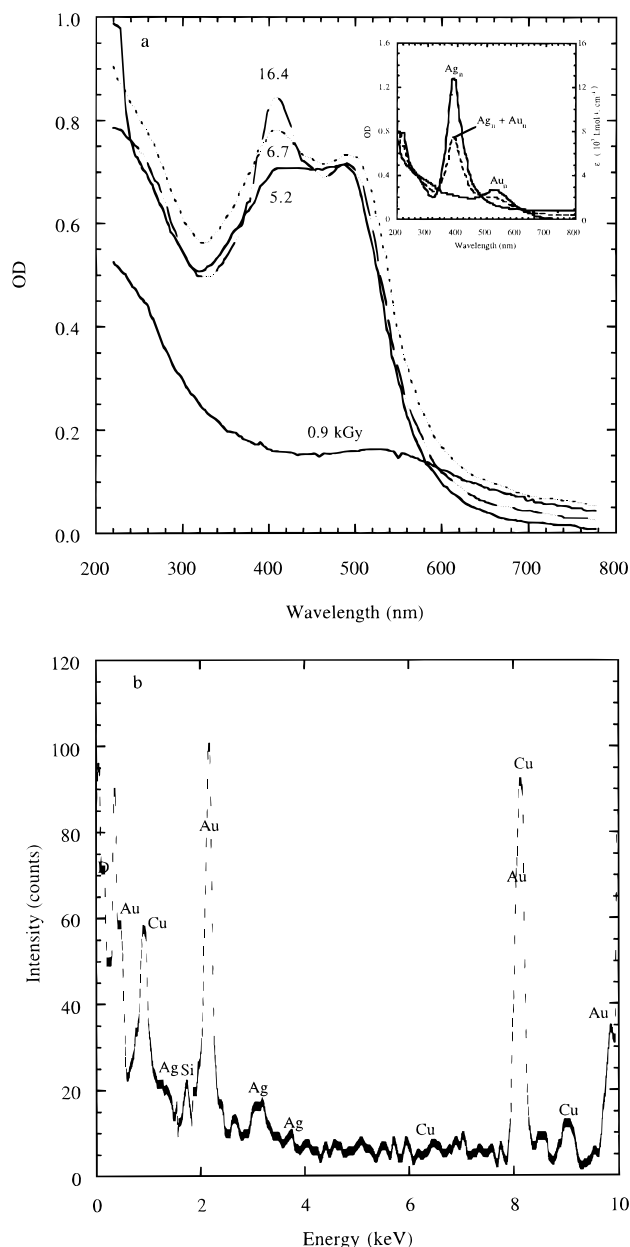 a
1.0
0.8
0.6
0.4
0.2
0.0
OD
16.4
6.7
5.2
0.9 kGy
200 300 400 500 600 700 800
Wavelength (nm)
1.6
1.2
0.8
0.4
0
OD
Ag_n
Ag_n + Au_n
Au_n
16
12
8
4
0
200 300 400 500 600 700 800
Wavelength (nm)
b
120
100
80
60
40
20
0
Intensity (counts)
Au
Cu
Ag
Si
Au
Ag
Ag
Cu
Cu
Au
Cu
Au
0 2 4 6 8 10
Energy (keV)